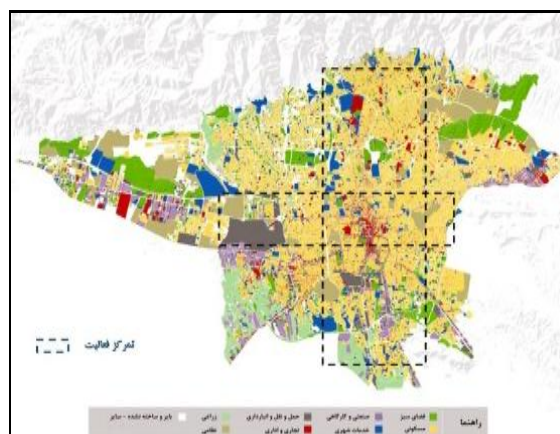 تمرکز فعالیت
راهنما
فضای سبز
صنعتی و کارگاهی
حمل و نقل و انبارداری
زراعی
بایر و ساخته نشده - سایر
مسکونی
خدمات شهری
تجاری و اداری
نظامی